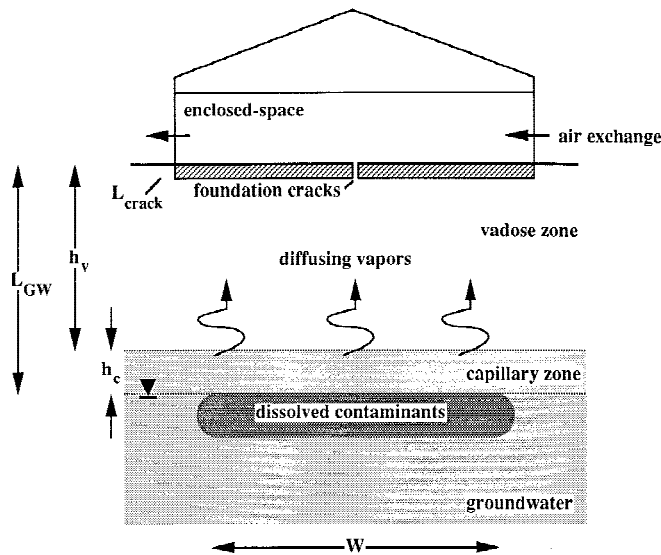 enclosed-space
air exchange
L crack
foundation cracks
vadose zone
h v
diffusing vapors
L GW
h c
capillary zone
dissolved contaminants
groundwater
W